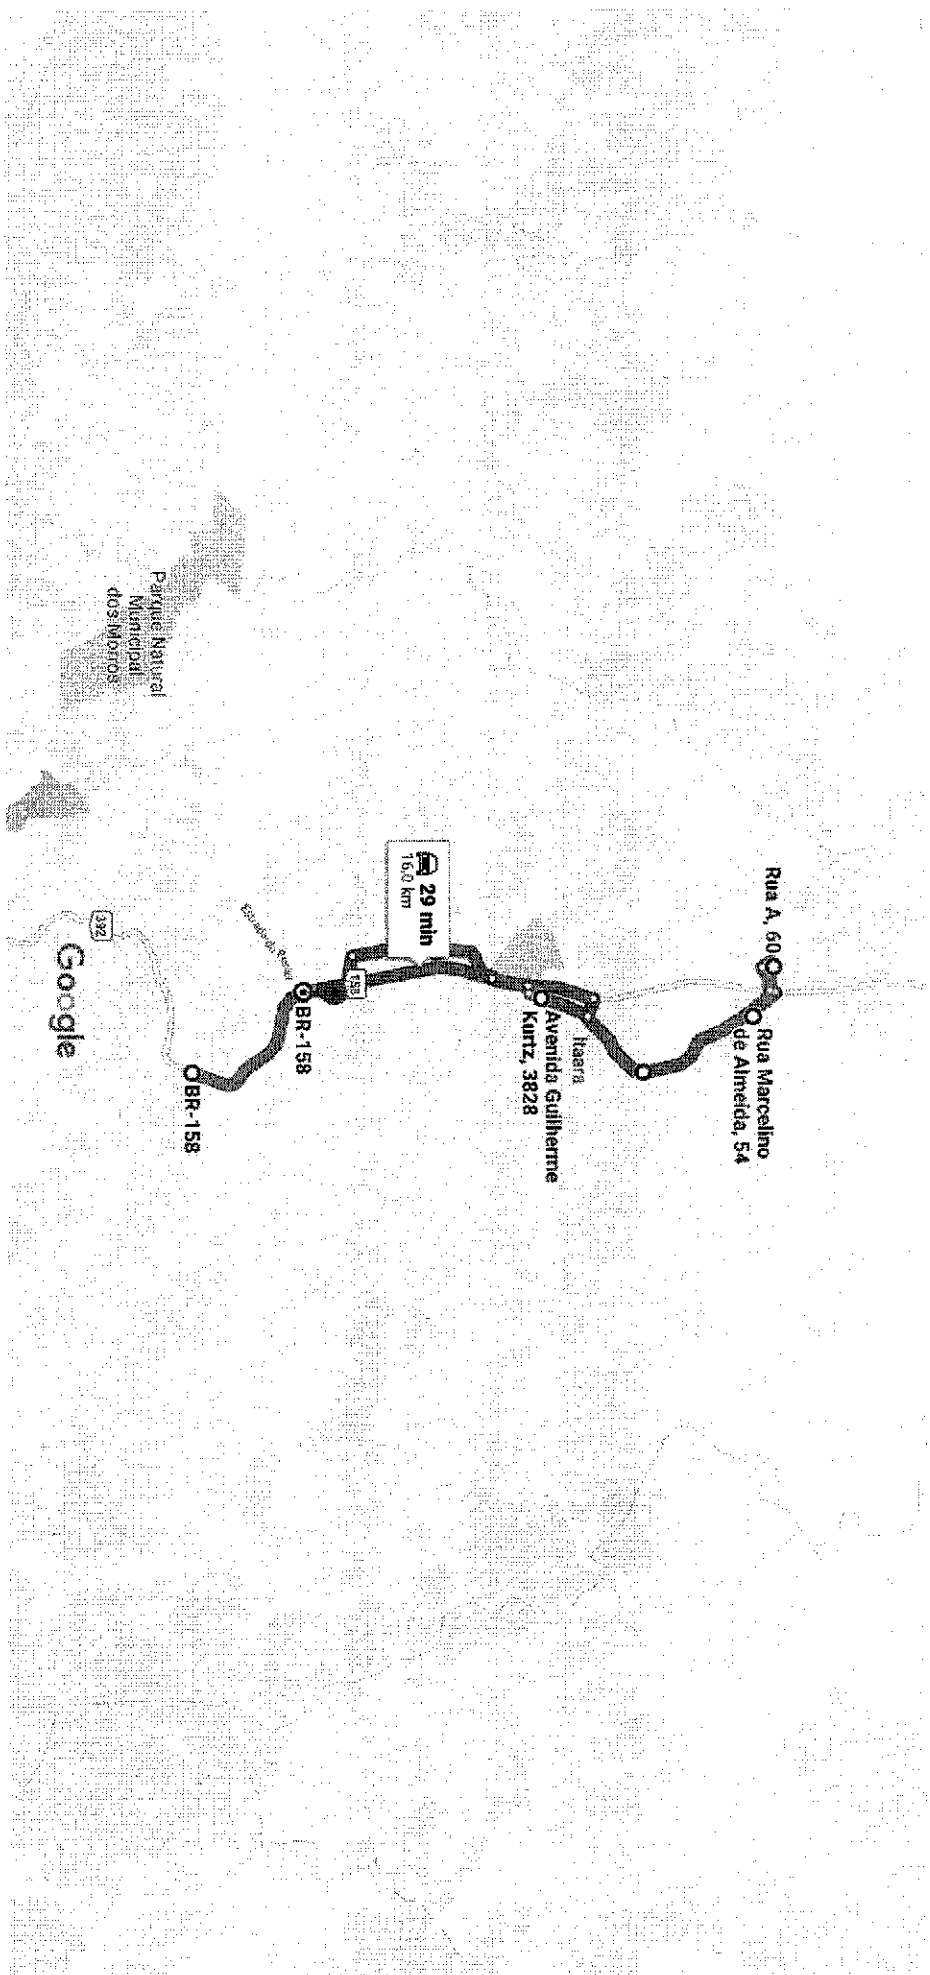 Rua A, 60
Rua Marcelino
de Almeida, 54
Itaara
Avenida Guilherme
Kurtz, 3828
29 min
16,0 km
158
BR-158
BR-158
392
Parque Natural
Municipal
dos Morros
Google